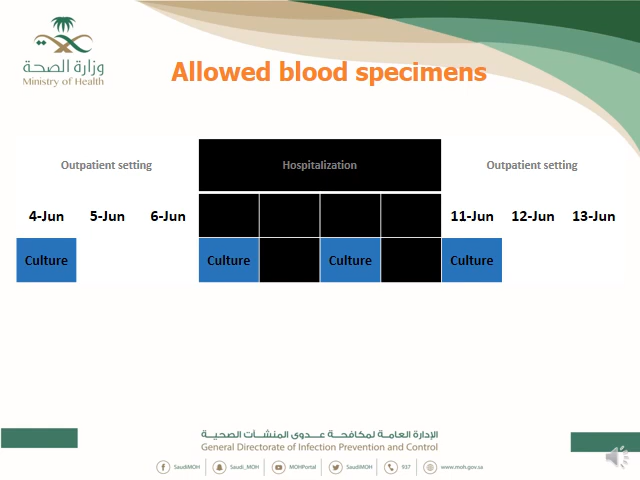 وزارة الصحة
Ministry of Health
Allowed blood specimens
Outpatient setting Hospitalization Outpatient setting
4-Jun 5-Jun 6-Jun 11-Jun 12-Jun 13-Jun
Culture Culture Culture Culture
الإدارة العامة لمكافحة عدوى المنشآت الصحية
General Directorate of Infection Prevention and Control
SaudiMOH Saudi_MOH MOHPortal SaudiMOH 937 www.moh.gov.sa